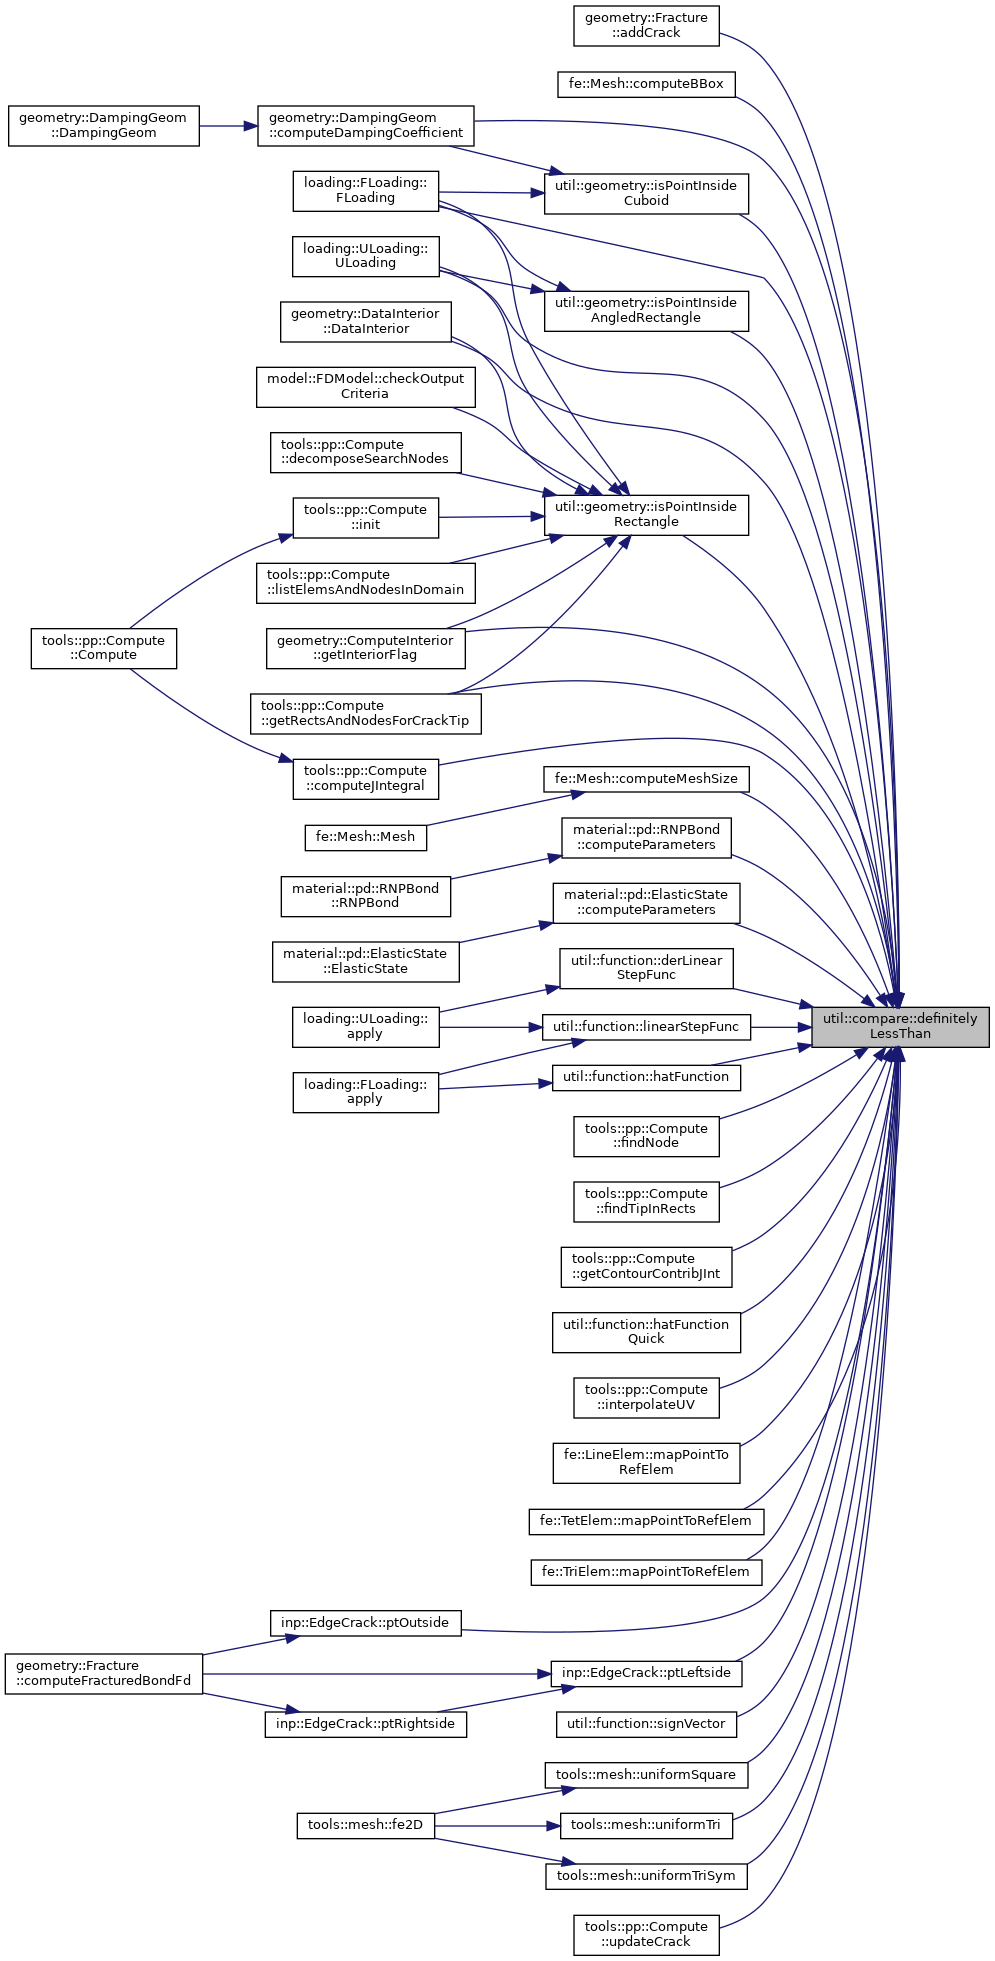 geometry::Fracture
::addCrack
fe::Mesh::computeBBox
geometry::DampingGeom
::DampingGeom
geometry::DampingGeom
::computeDampingCoefficient
loading::FLoading::
FLoading
util::geometry::isPointInside
Cuboid
loading::ULoading::
ULoading
geometry::DataInterior
::DataInterior
util::geometry::isPointInside
AngledRectangle
model::FDModel::checkOutput
Criteria
tools::pp::Compute
::decomposeSearchNodes
tools::pp::Compute
::init
util::geometry::isPointInside
Rectangle
tools::pp::Compute
::listElemsAndNodesInDomain
tools::pp::Compute
::Compute
geometry::ComputeInterior
::getInteriorFlag
tools::pp::Compute
::getRectsAndNodesForCrackTip
tools::pp::Compute
::computeJIntegral
fe::Mesh::computeMeshSize
fe::Mesh::Mesh
material::pd::RNPBond
::computeParameters
material::pd::RNPBond
::RNPBond
material::pd::ElasticState
::computeParameters
material::pd::ElasticState
::ElasticState
util::function::derLinear
StepFunc
loading::ULoading::
apply
util::function::linearStepFunc
util::compare::definitely
LessThan
loading::FLoading::
apply
util::function::hatFunction
tools::pp::Compute
::findNode
tools::pp::Compute
::findTipInRects
tools::pp::Compute
::getContourContribJInt
util::function::hatFunction
Quick
tools::pp::Compute
::interpolateUV
fe::LineElem::mapPointTo
RefElem
fe::TetElem::mapPointToRefElem
fe::TriElem::mapPointToRefElem
inp::EdgeCrack::ptOutside
geometry::Fracture
::computeFracturedBondFd
inp::EdgeCrack::ptLeftside
inp::EdgeCrack::ptRightside
util::function::signVector
tools::mesh::uniformSquare
tools::mesh::fe2D
tools::mesh::uniformTri
tools::mesh::uniformTriSym
tools::pp::Compute
::updateCrack